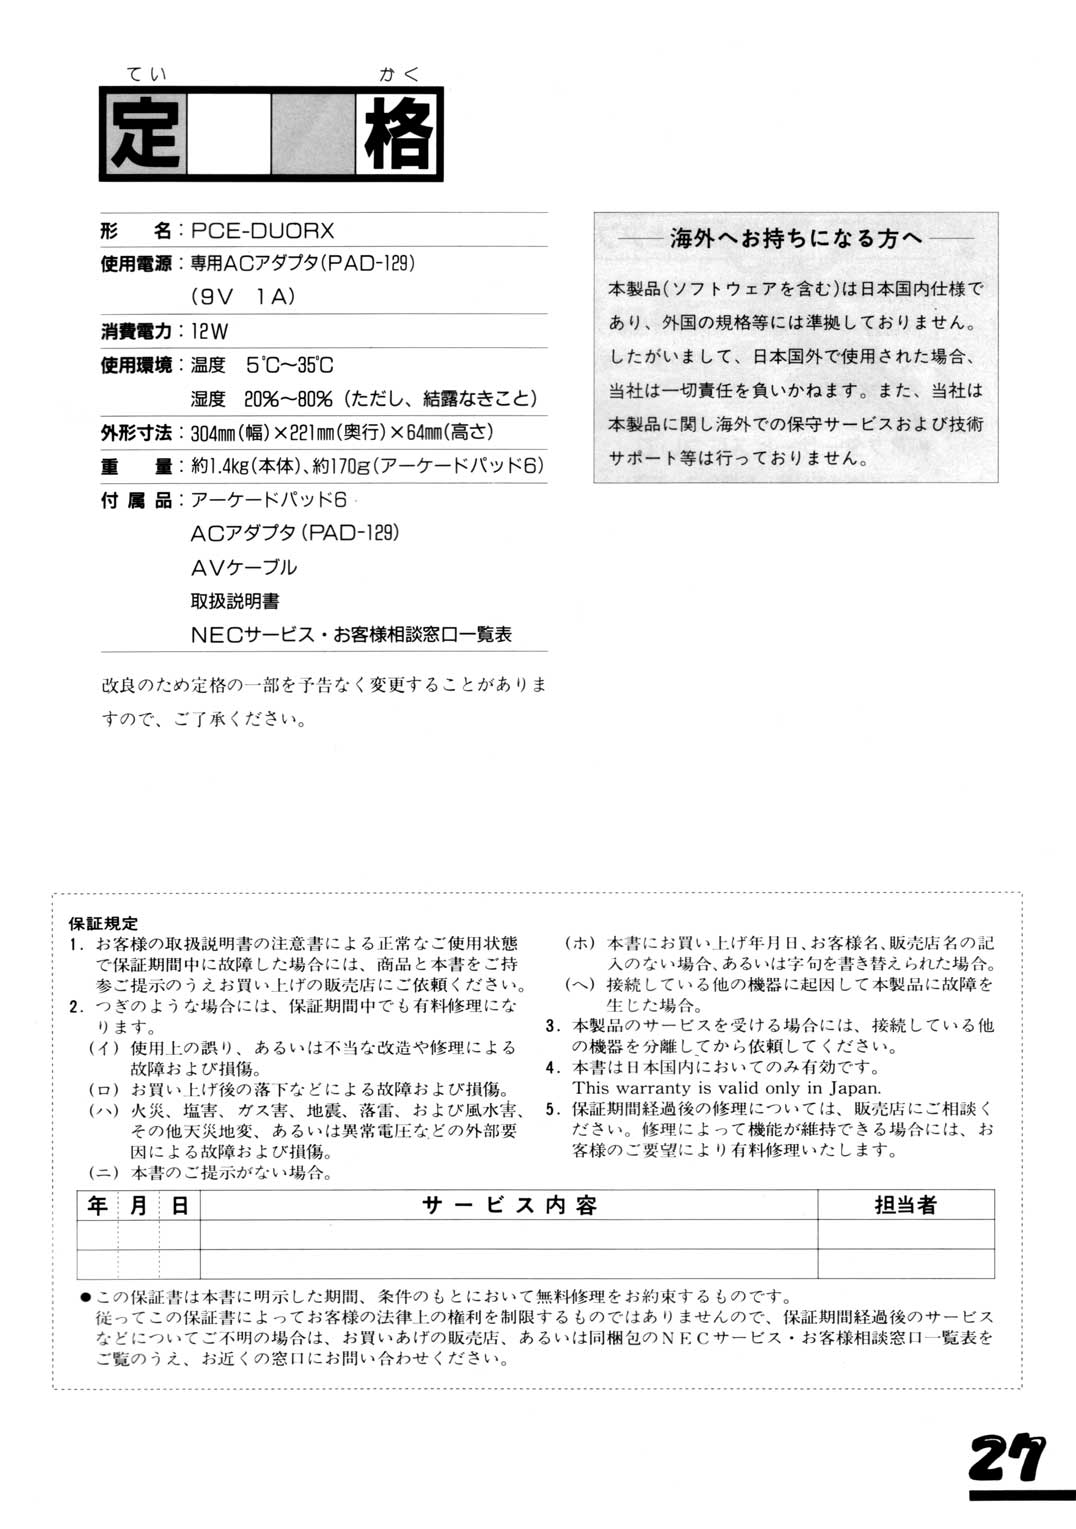 てい かく
定 格
形 名：PCE-DUORX
使用電源：専用ACアダプタ(PAD-129)
(9V 1A)
消費電力：12W
使用環境：温度 5℃〜35℃
湿度 20%〜80% (ただし、結露なきこと)
外形寸法：304mm(幅)×221mm(奥行)×64mm(高さ)
重 量：約1.4kg(本体)、約170g(アーケードパッド6)
付属品：アーケードパッド6
ACアダプタ(PAD-129)
AVケーブル
取扱説明書
NECサービス・お客様相談窓口一覧表
改良のため定格の一部を予告なく変更することがありま
すので、ご了承ください。
海外へお持ちになる方へ
本製品(ソフトウェアを含む)は日本国内仕様で
あり、外国の規格等には準拠しておりません。
したがいまして、日本国外で使用された場合、
当社は一切責任を負いかねます。また、当社は
本製品に関し海外での保守サービスおよび技術
サポート等は行っておりません。
保証規定
1. お客様の取扱説明書の注意書による正常なご使用状態
で保証期間中に故障した場合には、商品と本書をご持
参ご提示のうえお買い上げの販売店にご依頼ください。
2. つぎのような場合には、保証期間中でも有料修理にな
ります。
(イ) 使用上の誤り、あるいは不当な改造や修理による
故障および損傷。
(ロ) お買い上げ後の落下などによる故障および損傷。
(ハ) 火災、塩害、ガス害、地震、落雷、および風水害、
その他天災地変、あるいは異常電圧などの外部要
因による故障および損傷。
(ニ) 本書のご提示がない場合。
(ホ) 本書にお買い上げ年月日、お客様名、販売店名の記
入のない場合、あるいは字句を書き替えられた場合。
(ヘ) 接続している他の機器に起因して本製品に故障を
生じた場合。
3. 本製品のサービスを受ける場合には、接続している他
の機器を分離してから依頼してください。
4. 本書は日本国内においてのみ有効です。
This warranty is valid only in Japan.
5. 保証期間経過後の修理については、販売店にご相談く
ださい。修理によって機能が維持できる場合には、お
客様のご要望により有料修理いたします。
年 月 日 サービス内容 担当者
●この保証書は本書に明示した期間、条件のもとにおいて無料修理をお約束するものです。
従ってこの保証書によってお客様の法律上の権利を制限するものではありませんので、保証期間経過後のサービス
などについてご不明の場合は、お買いあげの販売店、あるいは同梱包のNECサービス・お客様相談窓口一覧表を
ご覧のうえ、お近くの窓口にお問い合わせください。
27